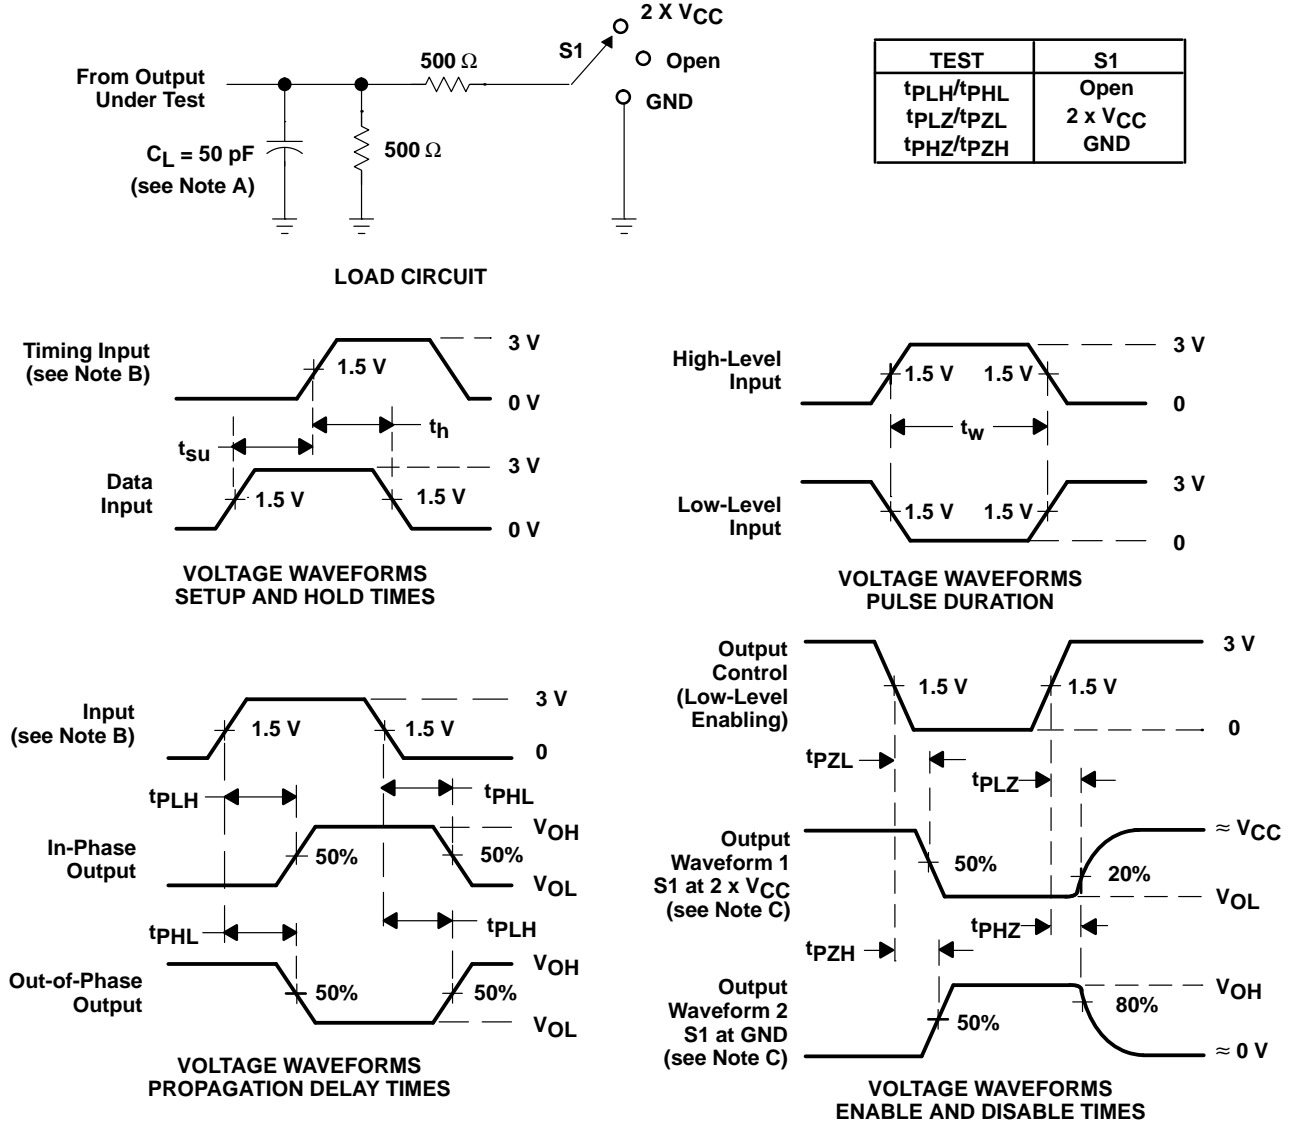 2 X VCC
S1
Open
GND
500 Ω
From Output
Under Test
CL = 50 pF
(see Note A)
500 Ω
LOAD CIRCUIT
TEST S1
tPLH/tPHL Open
tPLZ/tPZL 2 x VCC
tPHZ/tPZH GND
Timing Input
(see Note B)
1.5 V
3 V
0 V
th
tsu
Data
Input
1.5 V
1.5 V
3 V
0 V
VOLTAGE WAVEFORMS
SETUP AND HOLD TIMES
High-Level
Input
1.5 V
1.5 V
3 V
0
tw
Low-Level
Input
1.5 V
1.5 V
3 V
0
VOLTAGE WAVEFORMS
PULSE DURATION
Input
(see Note B)
1.5 V
1.5 V
3 V
0
tPLH
tPHL
In-Phase
Output
50%
50%
VOH
VOL
tPHL
tPLH
Out-of-Phase
Output
50%
50%
VOH
VOL
VOLTAGE WAVEFORMS
PROPAGATION DELAY TIMES
Output
Control
(Low-Level
Enabling)
1.5 V
1.5 V
3 V
0
tPZL
tPLZ
Output
Waveform 1
S1 at 2 x VCC
(see Note C)
50%
20%
≈ VCC
VOL
tPHZ
tPZH
Output
Waveform 2
S1 at GND
(see Note C)
50%
80%
VOH
≈ 0 V
VOLTAGE WAVEFORMS
ENABLE AND DISABLE TIMES